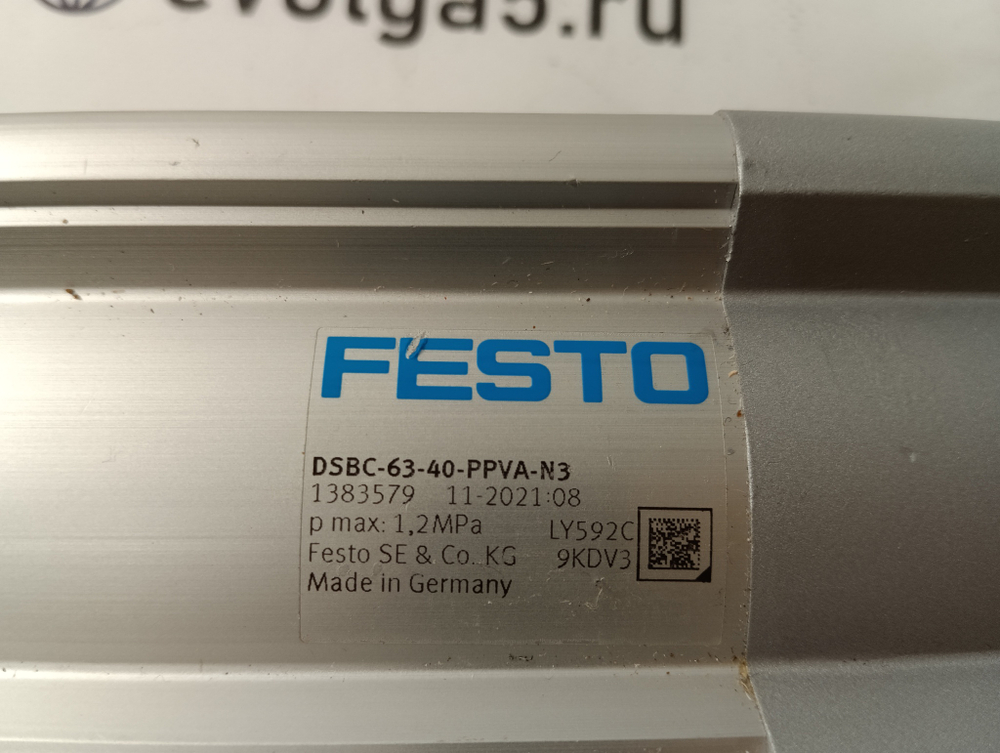 evolga5.ru
FESTO
DSBC-63-40-PPVA-N3
1383579 11-2021:08
p max: 1,2MPa LY592C
Festo SE & Co. KG 9KDV3
Made in Germany